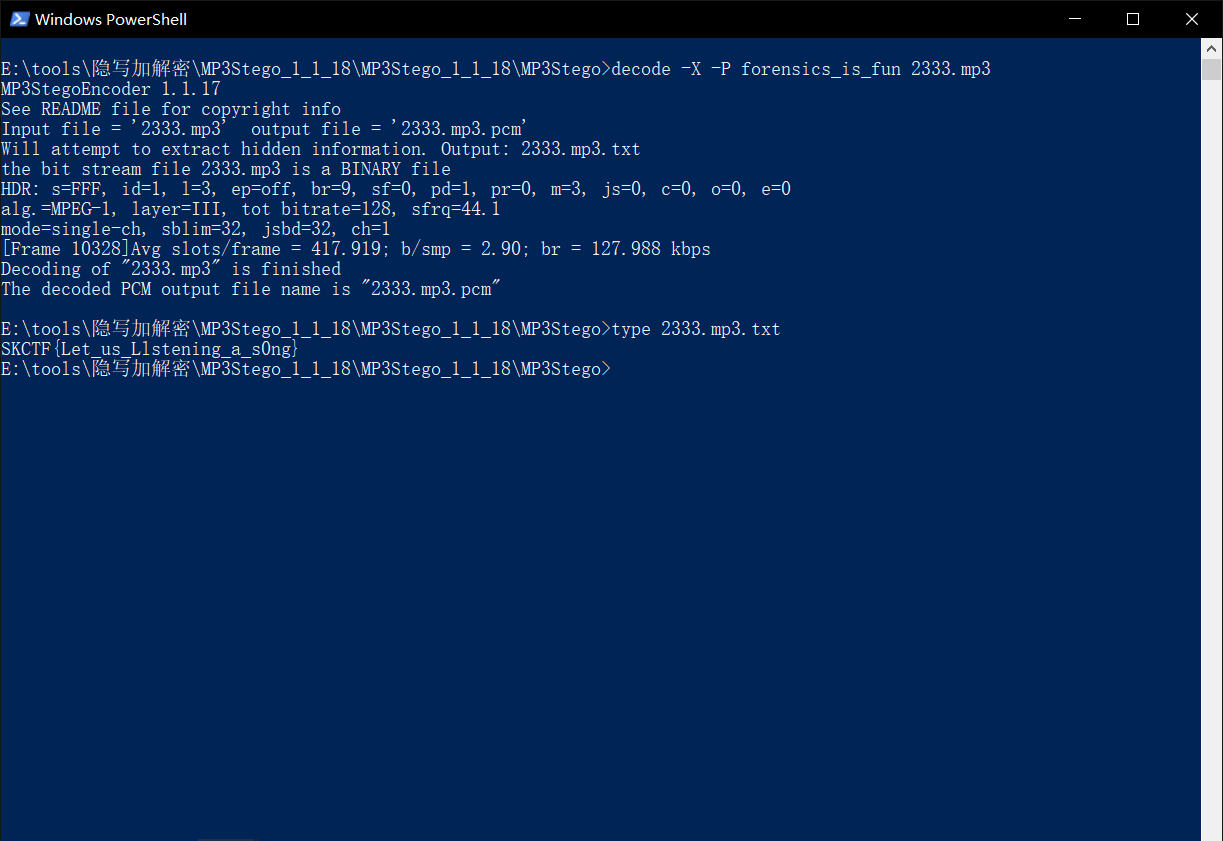 Windows PowerShell
E:\tools\隐写加解密\MP3Stego_1_1_18\MP3Stego_1_1_18\MP3Stego>decode -X -P forensics_is_fun 2333.mp3
MP3StegoEncoder 1.1.17
See README file for copyright info
Input file = '2333.mp3'  output file = '2333.mp3.pcm'
Will attempt to extract hidden information. Output: 2333.mp3.txt
the bit stream file 2333.mp3 is a BINARY file
HDR: s=FFF, id=1, l=3, ep=off, br=9, sf=0, pd=1, pr=0, m=3, js=0, c=0, o=0, e=0
alg.=MPEG-1, layer=III, tot bitrate=128, sfrq=44.1
mode=single-ch, sblim=32, jsbd=32, ch=1
[Frame 10328]Avg slots/frame = 417.919; b/smp = 2.90; br = 127.988 kbps
Decoding of "2333.mp3" is finished
The decoded PCM output file name is "2333.mp3.pcm"
E:\tools\隐写加解密\MP3Stego_1_1_18\MP3Stego_1_1_18\MP3Stego>type 2333.mp3.txt
SKCTF{Let_us_L1stening_a_s0ng}
E:\tools\隐写加解密\MP3Stego_1_1_18\MP3Stego_1_1_18\MP3Stego>